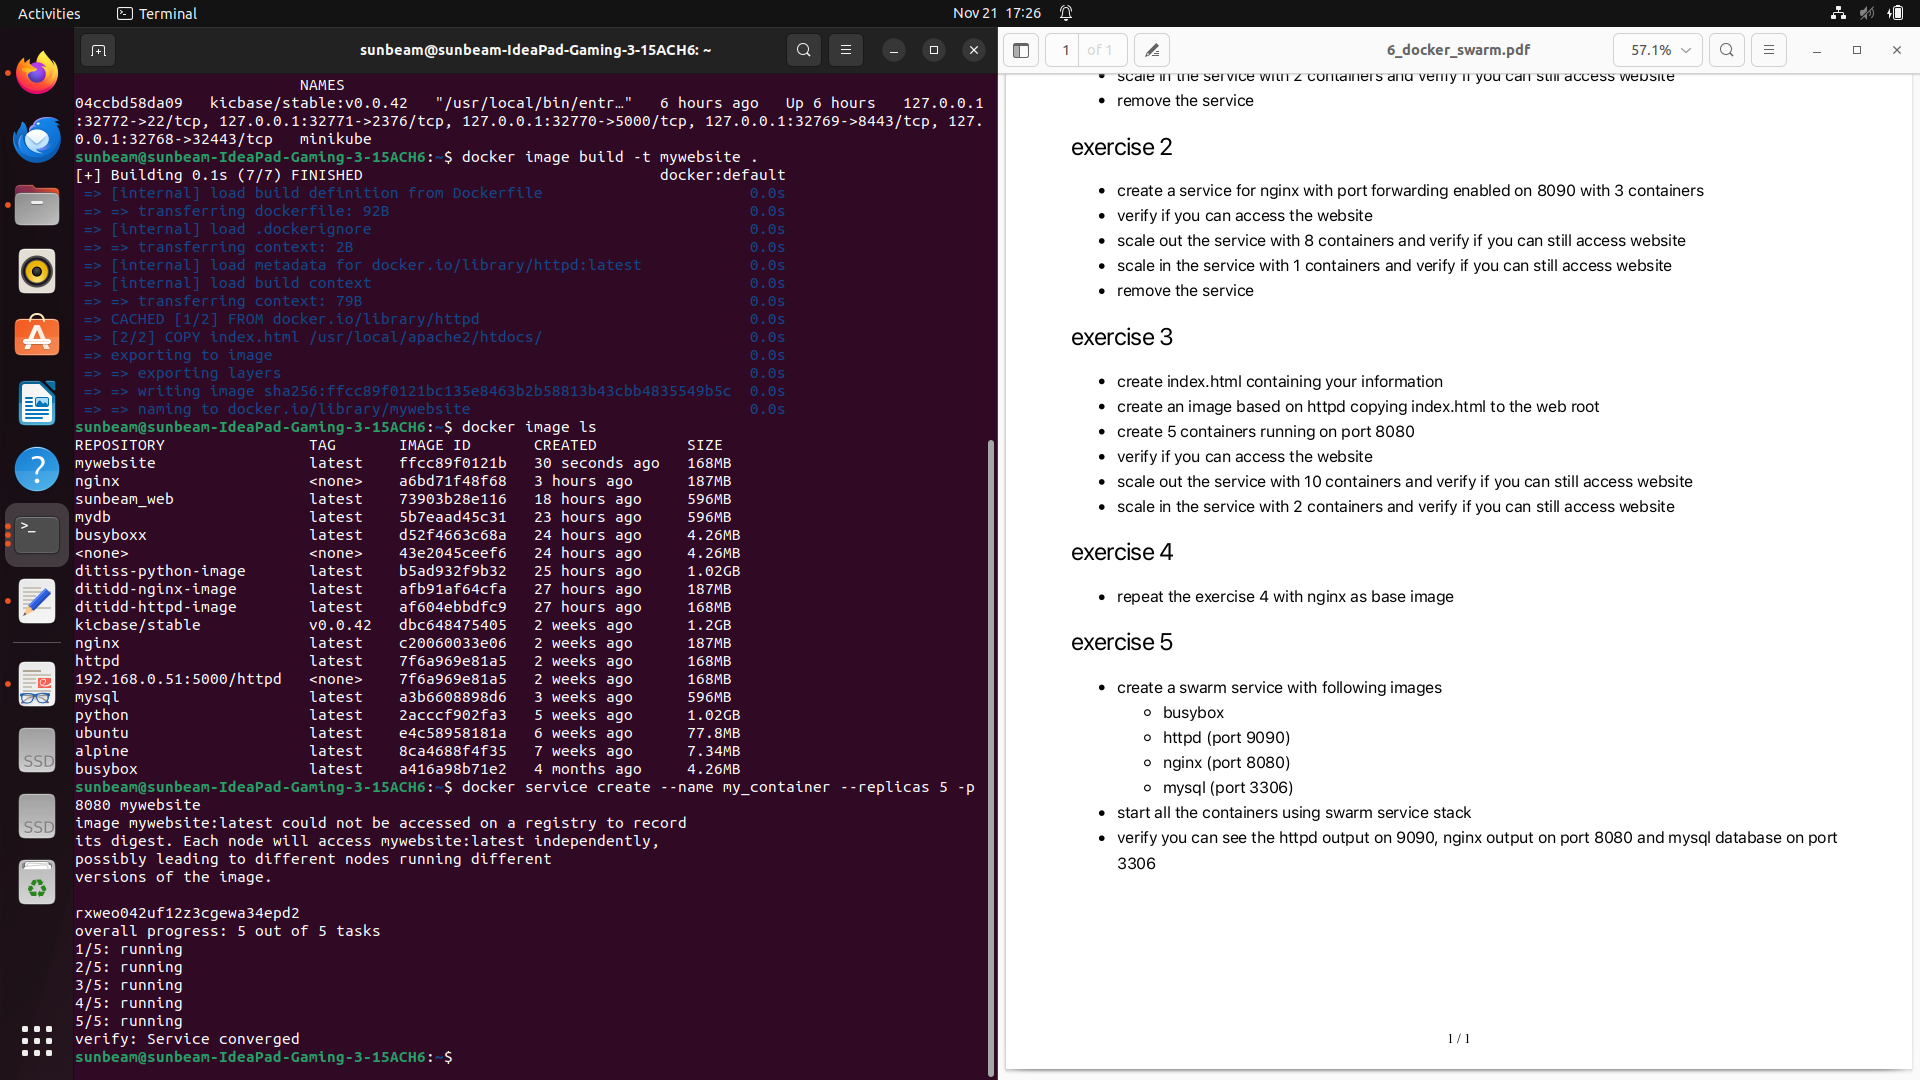 Activities
Terminal
Nov 21 17:26
sunbeam@sunbeam-IdeaPad-Gaming-3-15ACH6: ~
NAMES
04ccbd58da09   kicbase/stable:v0.0.42   "/usr/local/bin/entr…"   6 hours ago   Up 6 hours   127.0.0.1
:32772->22/tcp, 127.0.0.1:32771->2376/tcp, 127.0.0.1:32770->5000/tcp, 127.0.0.1:32769->8443/tcp, 127.
0.0.1:32768->32443/tcp   minikube
sunbeam@sunbeam-IdeaPad-Gaming-3-15ACH6:~$ docker image build -t mywebsite .
[+] Building 0.1s (7/7) FINISHED                                 docker:default
=> [internal] load build definition from Dockerfile                       0.0s
=> => transferring dockerfile: 92B                                        0.0s
=> [internal] load .dockerignore                                          0.0s
=> => transferring context: 2B                                            0.0s
=> [internal] load metadata for docker.io/library/httpd:latest            0.0s
=> [internal] load build context                                          0.0s
=> => transferring context: 79B                                           0.0s
=> CACHED [1/2] FROM docker.io/library/httpd                              0.0s
=> [2/2] COPY index.html /usr/local/apache2/htdocs/                       0.0s
=> exporting to image                                                     0.0s
=> => exporting layers                                                    0.0s
=> => writing image sha256:ffcc89f0121bc135e8463b2b58813b43cbb4835549b5c  0.0s
=> => naming to docker.io/library/mywebsite                               0.0s
sunbeam@sunbeam-IdeaPad-Gaming-3-15ACH6:~$ docker image ls
REPOSITORY                TAG       IMAGE ID       CREATED          SIZE
mywebsite                 latest    ffcc89f0121b   30 seconds ago   168MB
nginx                     <none>    a6bd71f48f68   3 hours ago      187MB
sunbeam_web               latest    73903b28e116   18 hours ago     596MB
mydb                      latest    5b7eaad45c31   23 hours ago     596MB
busyboxx                  latest    d52f4663c68a   24 hours ago     4.26MB
<none>                    <none>    43e2045ceef6   24 hours ago     4.26MB
ditiss-python-image       latest    b5ad932f9b32   25 hours ago     1.02GB
ditidd-nginx-image        latest    afb91af64cfa   27 hours ago     187MB
ditidd-httpd-image        latest    af604ebbdfc9   27 hours ago     168MB
kicbase/stable            v0.0.42   dbc648475405   2 weeks ago      1.2GB
nginx                     latest    c20060033e06   2 weeks ago      187MB
httpd                     latest    7f6a969e81a5   2 weeks ago      168MB
192.168.0.51:5000/httpd   <none>    7f6a969e81a5   2 weeks ago      168MB
mysql                     latest    a3b6608898d6   3 weeks ago      596MB
python                    latest    2acccf902fa3   5 weeks ago      1.02GB
ubuntu                    latest    e4c58958181a   6 weeks ago      77.8MB
alpine                    latest    8ca4688f4f35   7 weeks ago      7.34MB
busybox                   latest    a416a98b71e2   4 months ago     4.26MB
sunbeam@sunbeam-IdeaPad-Gaming-3-15ACH6:~$ docker service create --name my_container --replicas 5 -p
8080 mywebsite
image mywebsite:latest could not be accessed on a registry to record
its digest. Each node will access mywebsite:latest independently,
possibly leading to different nodes running different
versions of the image.
rxweo042uf12z3cgewa34epd2
overall progress: 5 out of 5 tasks
1/5: running
2/5: running
3/5: running
4/5: running
5/5: running
verify: Service converged
sunbeam@sunbeam-IdeaPad-Gaming-3-15ACH6:~$
SSD
SSD
1 of 1
6_docker_swarm.pdf
57.1%
• scale in the service with 2 containers and verify if you can still access website
• remove the service
exercise 2
• create a service for nginx with port forwarding enabled on 8090 with 3 containers
• verify if you can access the website
• scale out the service with 8 containers and verify if you can still access website
• scale in the service with 1 containers and verify if you can still access website
• remove the service
exercise 3
• create index.html containing your information
• create an image based on httpd copying index.html to the web root
• create 5 containers running on port 8080
• verify if you can access the website
• scale out the service with 10 containers and verify if you can still access website
• scale in the service with 2 containers and verify if you can still access website
exercise 4
• repeat the exercise 4 with nginx as base image
exercise 5
• create a swarm service with following images
◦ busybox
◦ httpd (port 9090)
◦ nginx (port 8080)
◦ mysql (port 3306)
• start all the containers using swarm service stack
• verify you can see the httpd output on 9090, nginx output on port 8080 and mysql database on port
3306
1 / 1